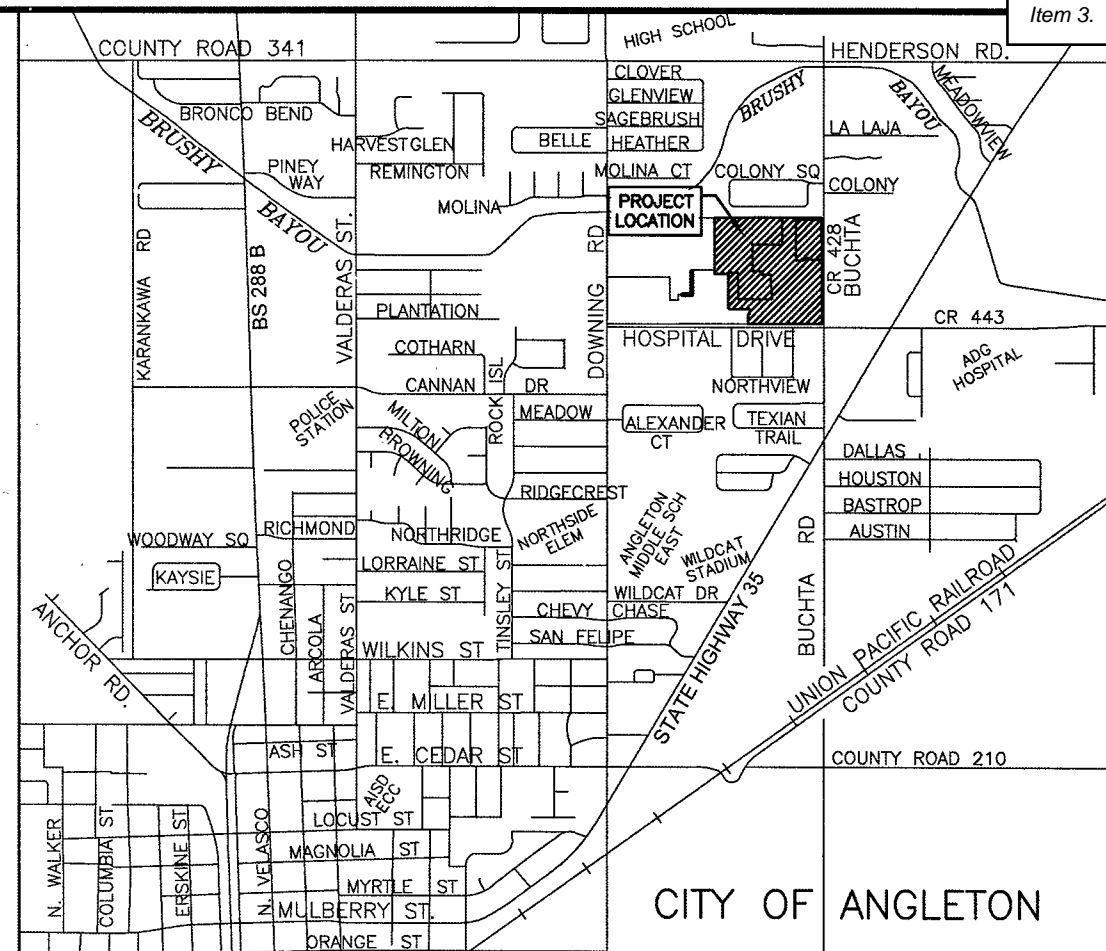 Item 3.
HIGH SCHOOL
COUNTY ROAD 341
HENDERSON RD.
CLOVER
GLENVIEW
SAGEBRUSH
HEATHER
BRUSHY
BAYOU
MEADOWVIEW
BRONCO BEND
BRUSHY
BAYOU
HARVEST GLEN
BELLE
LA LAJA
PINEY
WAY
REMINGTON
MOLINA CT
COLONY SQ
COLONY
MOLINA
PROJECT
LOCATION
KARANKAWA RD
BS 288 B
VALDERAS ST.
DOWNING RD
CR 428
BUCHTA
PLANTATION
CR 443
HOSPITAL DRIVE
COTHARN
ROCK ISL
ADG
HOSPITAL
CANNAN DR
NORTHVIEW
POLICE
STATION
MILTON
BROWNING
MEADOW
ALEXANDER
CT
TEXIAN
TRAIL
DALLAS
HOUSTON
BASTROP
AUSTIN
RIDGECREST
RICHMOND
NORTHRIDGE
NORTHSIDE
ELEM
ANGLETON
MIDDLE SCH
EAST
WILDCAT
STADIUM
WOODWAY SQ
LORRAINE ST
KAYSIE
KYLE ST
TINSLEY ST
WILDCAT DR
CHEVY CHASE
SAN FELIPE
STATE HIGHWAY 35
BUCHTA RD
UNION PACIFIC RAILROAD
COUNTY ROAD 171
ANCHOR RD.
CHENANGO
ARCOLA
VALDERAS ST
WILKINS ST
E. MILLER ST
ASH ST
E. CEDAR ST
COUNTY ROAD 210
AISD
ECC
N. WALKER
COLUMBIA ST
ERSKINE ST
N. VELASCO
LOCUST ST
MAGNOLIA ST
MYRTLE ST
MULBERRY ST.
ORANGE ST
CITY OF ANGLETON